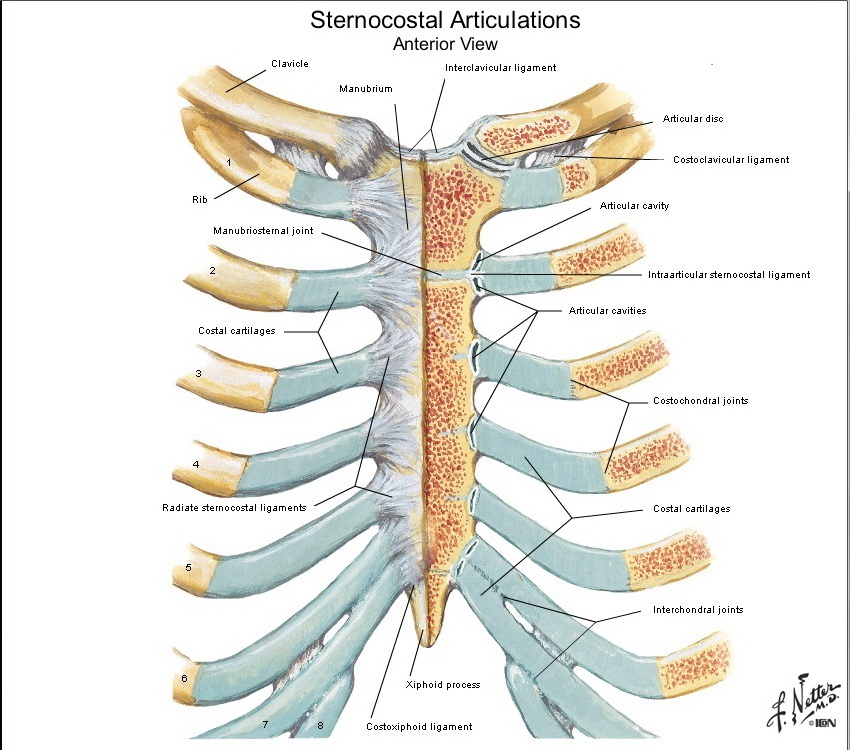 Sternocostal Articulations
Anterior View
Clavicle
Interclavicular ligament
Manubrium
Articular disc
1
Costoclavicular ligament
Rib
Articular cavity
Manubriosternal joint
2
Intraarticular sternocostal ligament
Articular cavities
Costal cartilages
3
Costochondral joints
4
Radiate sternocostal ligaments
Costal cartilages
5
Interchondral joints
6
Xiphoid process
7
8
Costoxiphoid ligament
F. Netter
M.D.
©ICON